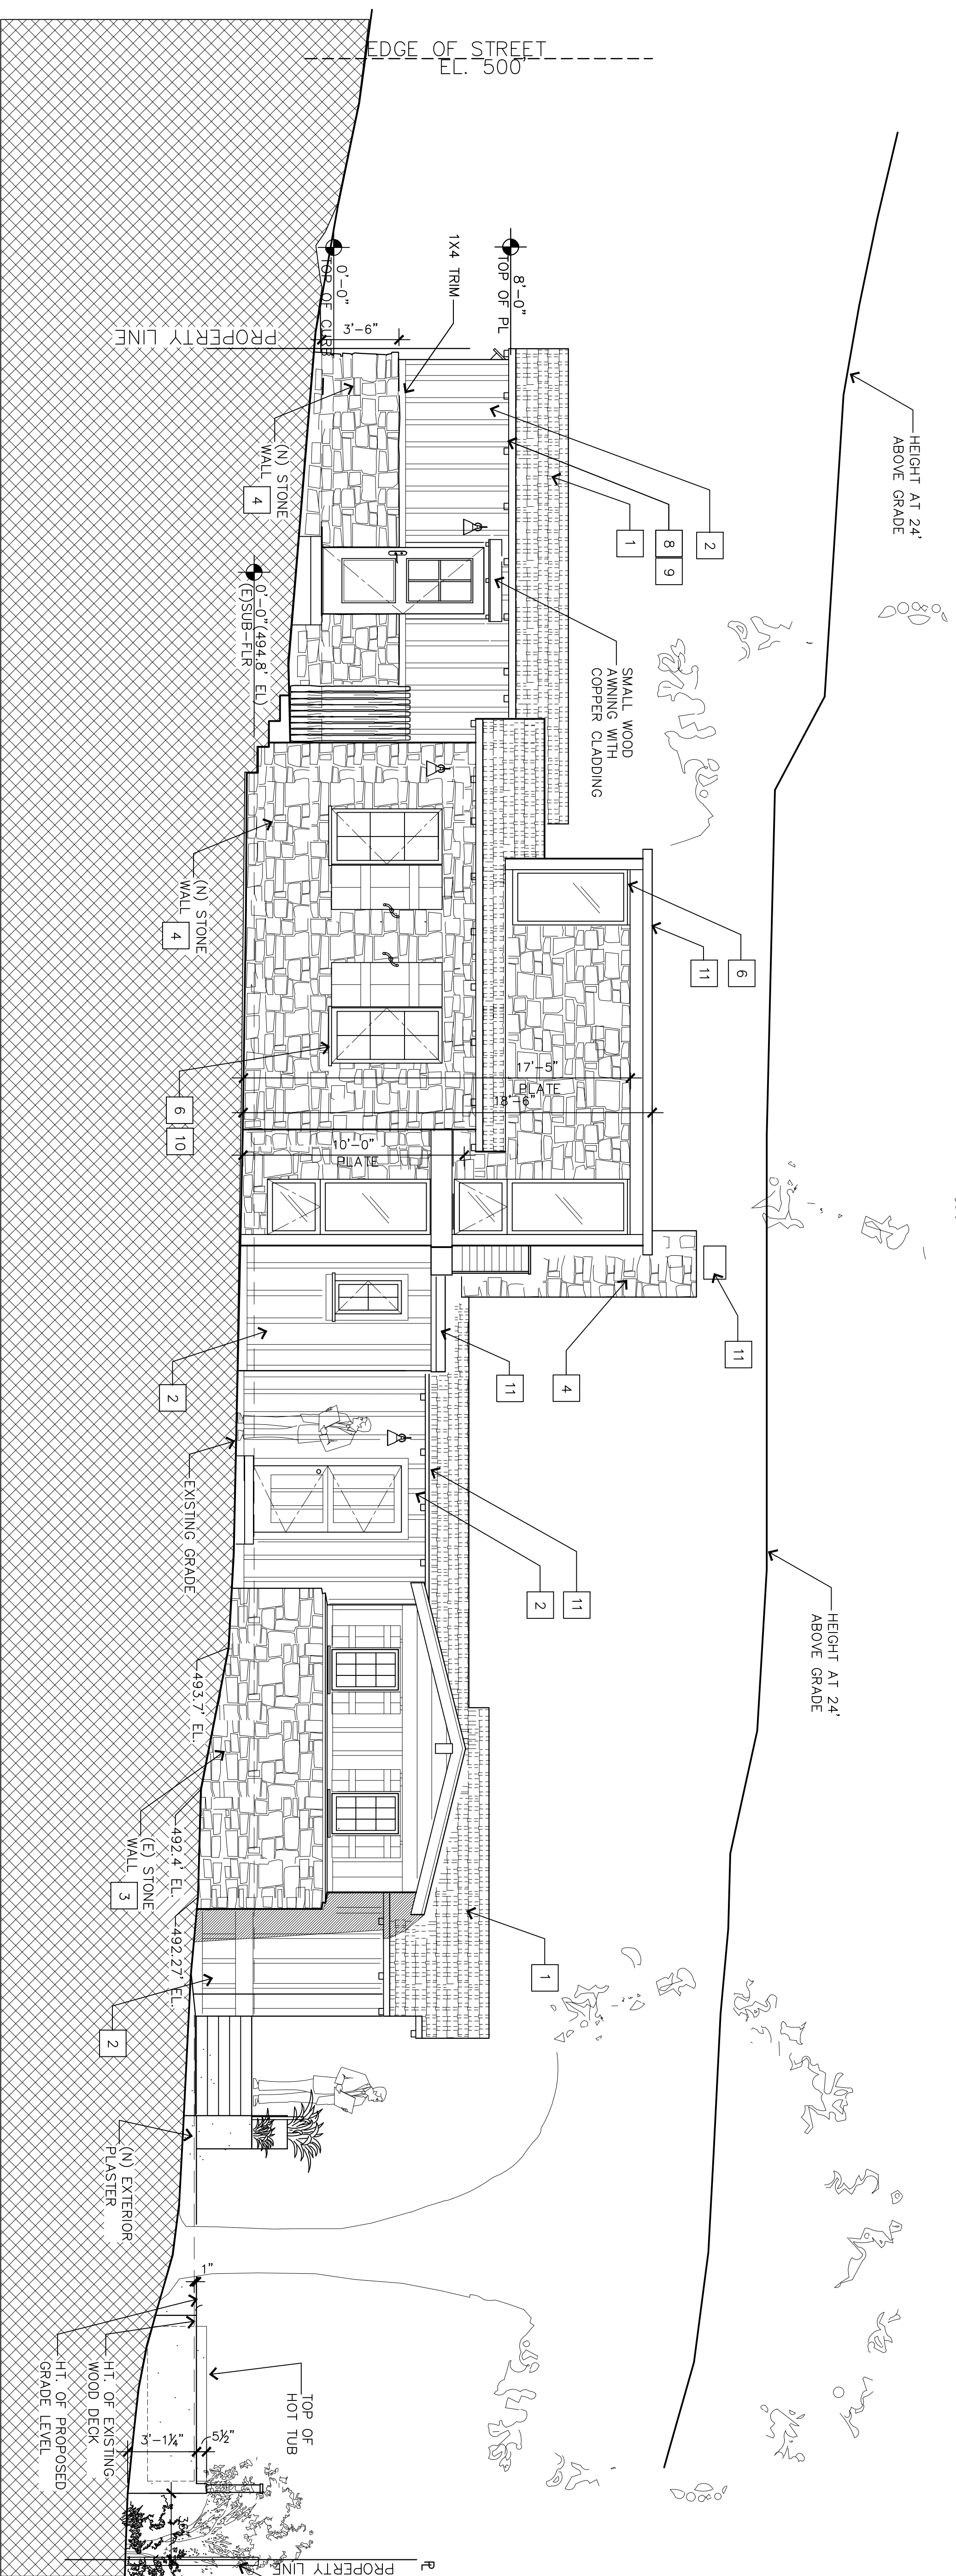 EDGE OF STREET
EL. 500'
HEIGHT AT 24'
ABOVE GRADE
8'-0"
TOP OF PL
1X4 TRIM
0'-0"
TOP OF CURB
3'-6"
PROPERTY LINE
2
8
9
1
(N) STONE
WALL
4
0'-0"(494.8' EL)
(E)SUB-FLR
SMALL WOOD
AWNING WITH
COPPER CLADDING
6
11
(N) STONE
WALL
4
17'-5"
PLATE
18'-6"
10'-0"
PLATE
6
10
11
4
11
2
HEIGHT AT 24'
ABOVE GRADE
11
2
EXISTING GRADE
493.7' EL.
(E) STONE
WALL
3
492.4' EL.
492.27' EL.
1
2
(N) EXTERIOR
PLASTER
1"
TOP OF
HOT TUB
HT. OF EXISTING
WOOD DECK
HT. OF PROPOSED
GRADE LEVEL
5½"
3'-1¼"
PL
PROPERTY LINE